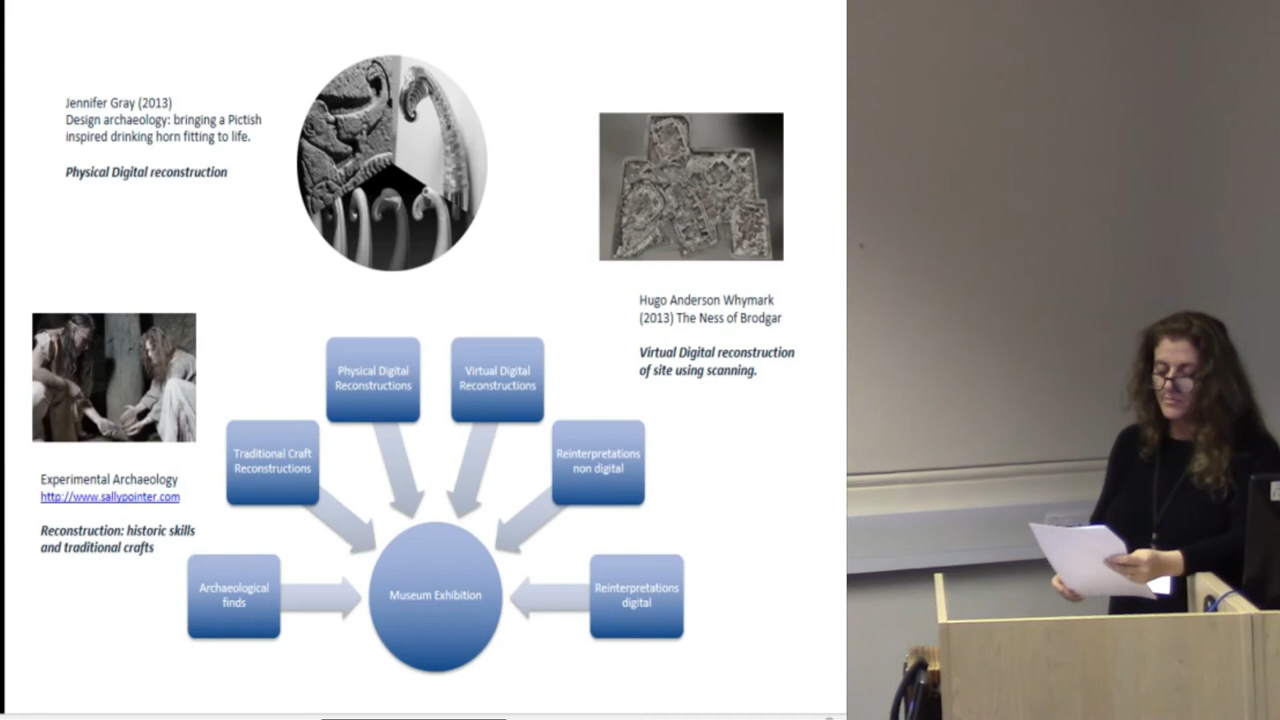 Jennifer Gray (2013)
Design archaeology: bringing a Pictish
inspired drinking horn fitting to life.
Physical Digital reconstruction
Hugo Anderson Whymark
(2013) The Ness of Brodgar
Virtual Digital reconstruction
of site using scanning.
Experimental Archaeology
http://www.sallypointer.com
Reconstruction: historic skills
and traditional crafts
Physical Digital
Reconstructions
Virtual Digital
Reconstructions
Traditional Craft
Reconstructions
Reinterpretations
non digital
Archaeological
finds
Museum Exhibition
Reinterpretations
digital